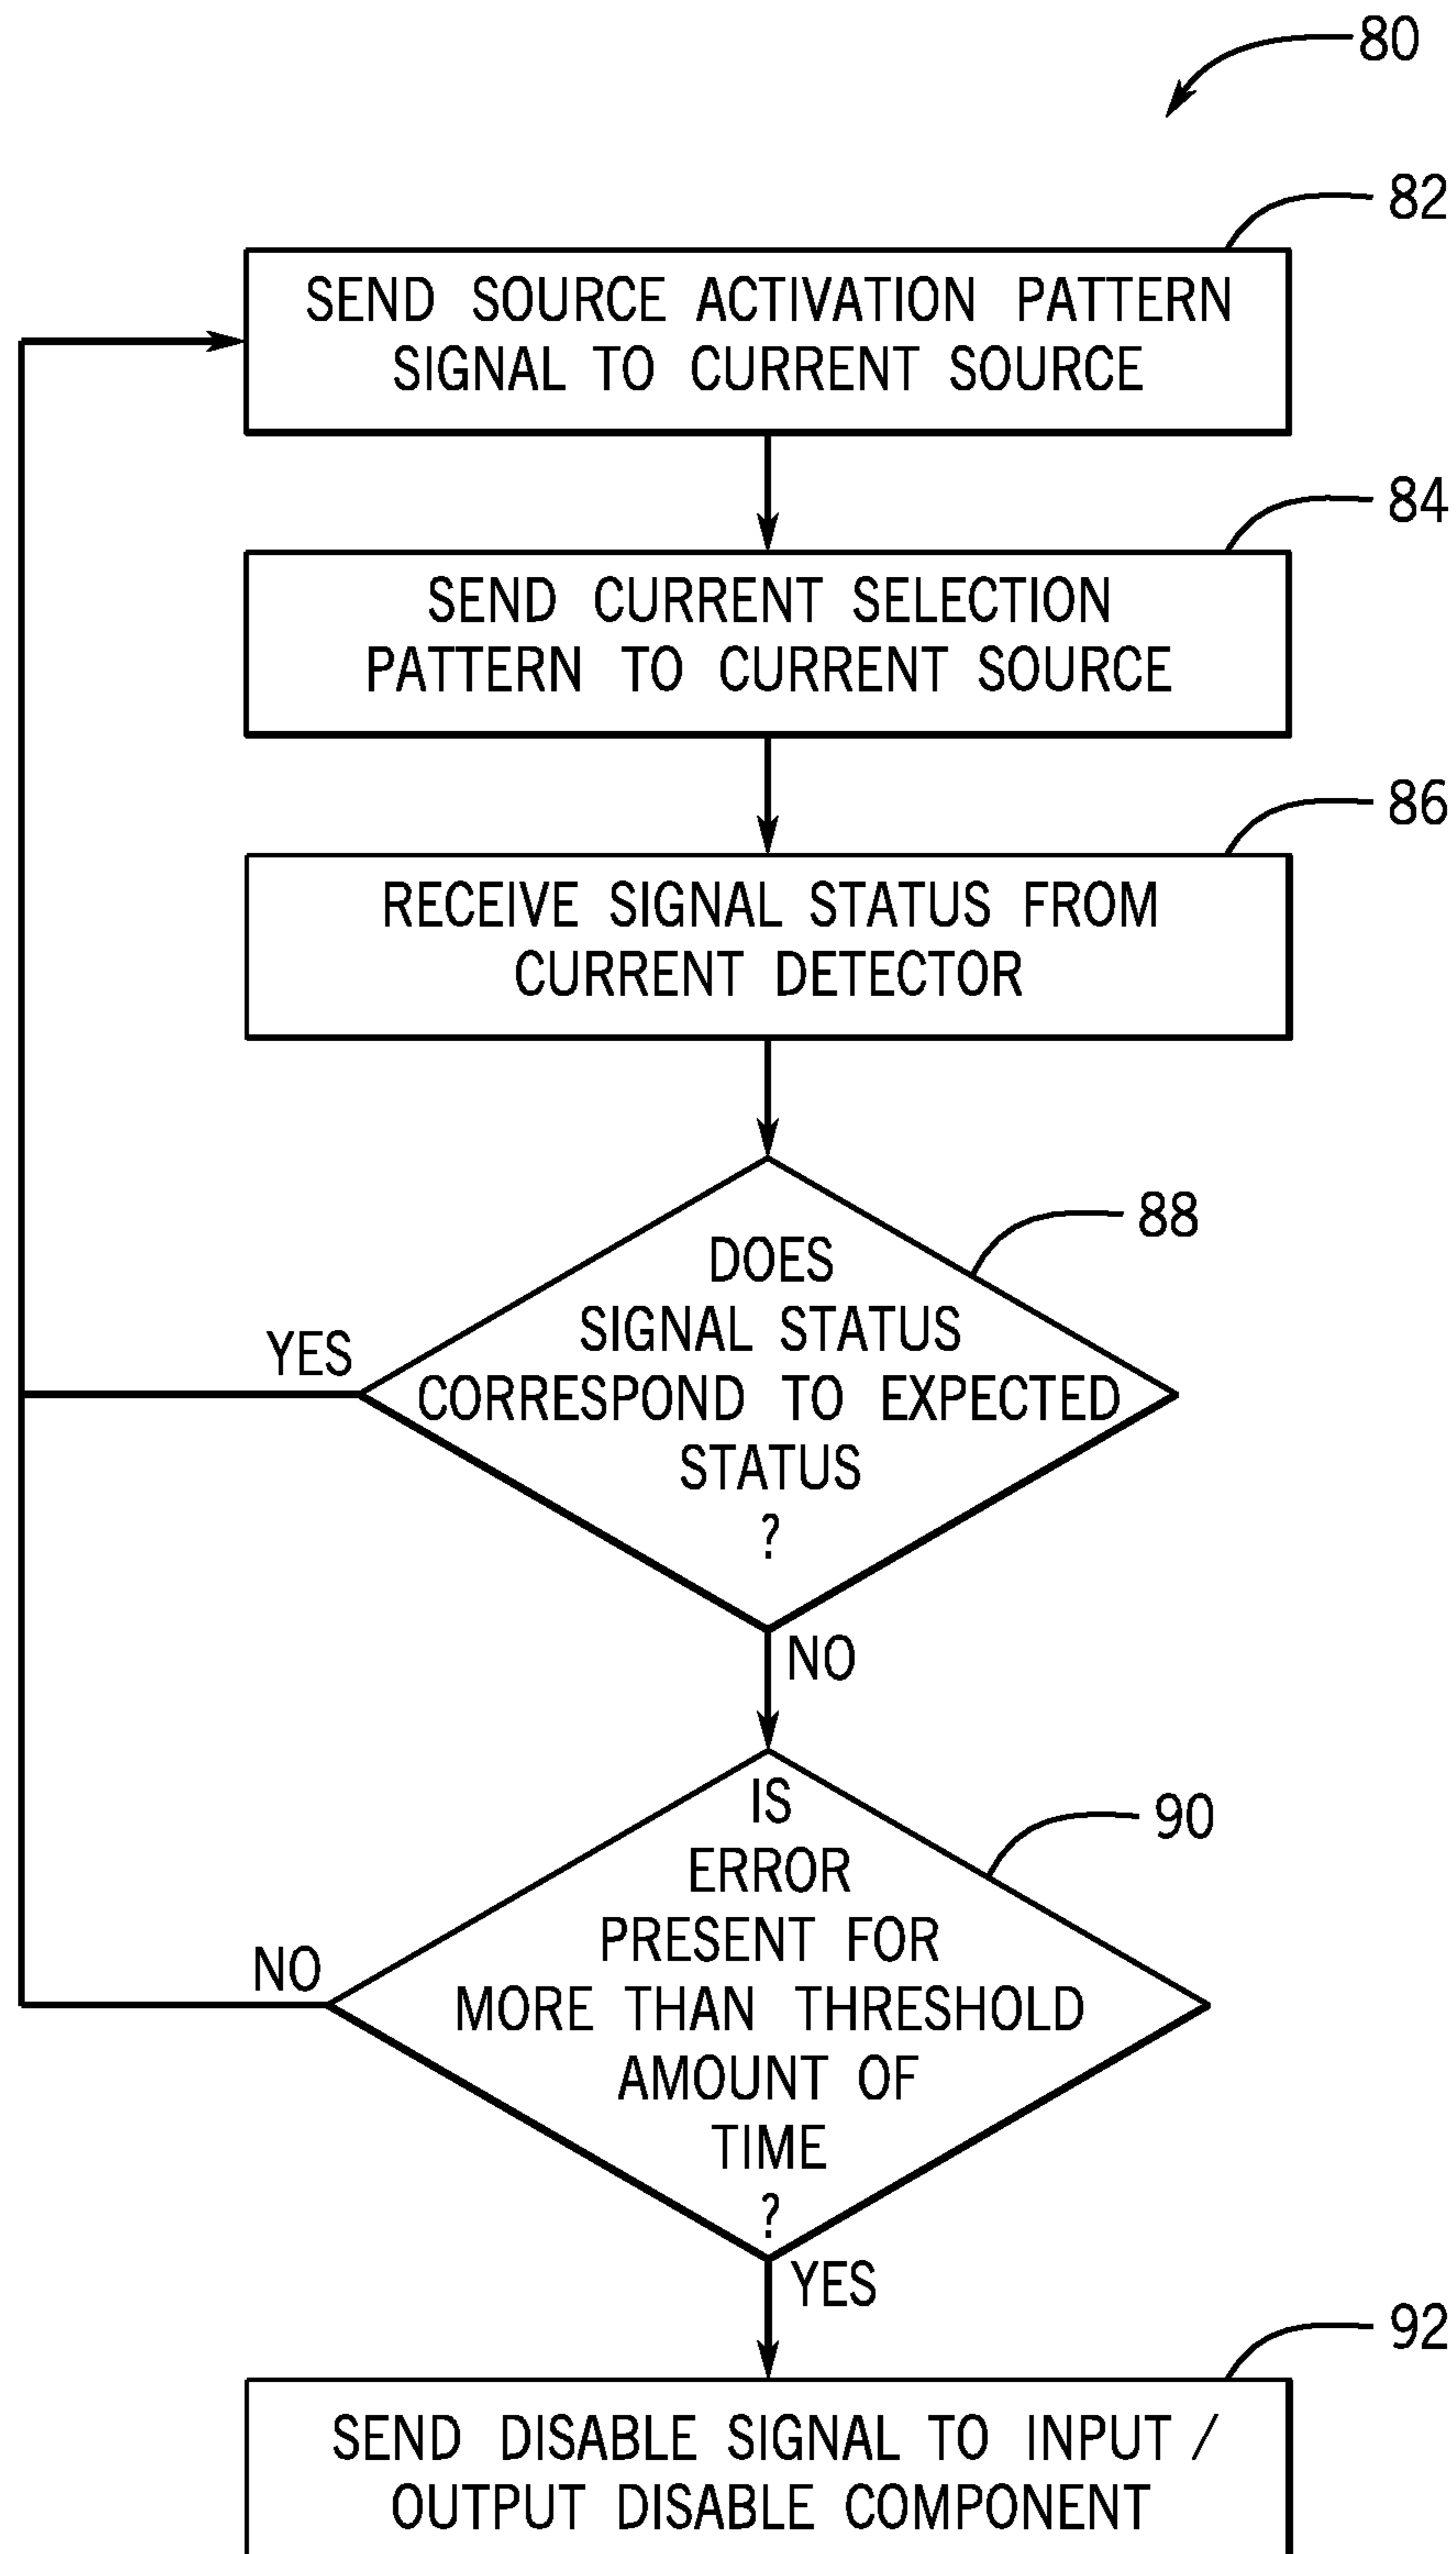 80
82
SEND SOURCE ACTIVATION PATTERN
SIGNAL TO CURRENT SOURCE
84
SEND CURRENT SELECTION
PATTERN TO CURRENT SOURCE
86
RECEIVE SIGNAL STATUS FROM
CURRENT DETECTOR
88
DOES
SIGNAL STATUS
CORRESPOND TO EXPECTED
STATUS
?
YES
NO
90
IS
ERROR
PRESENT FOR
MORE THAN THRESHOLD
AMOUNT OF
TIME
?
NO
YES
92
SEND DISABLE SIGNAL TO INPUT /
OUTPUT DISABLE COMPONENT